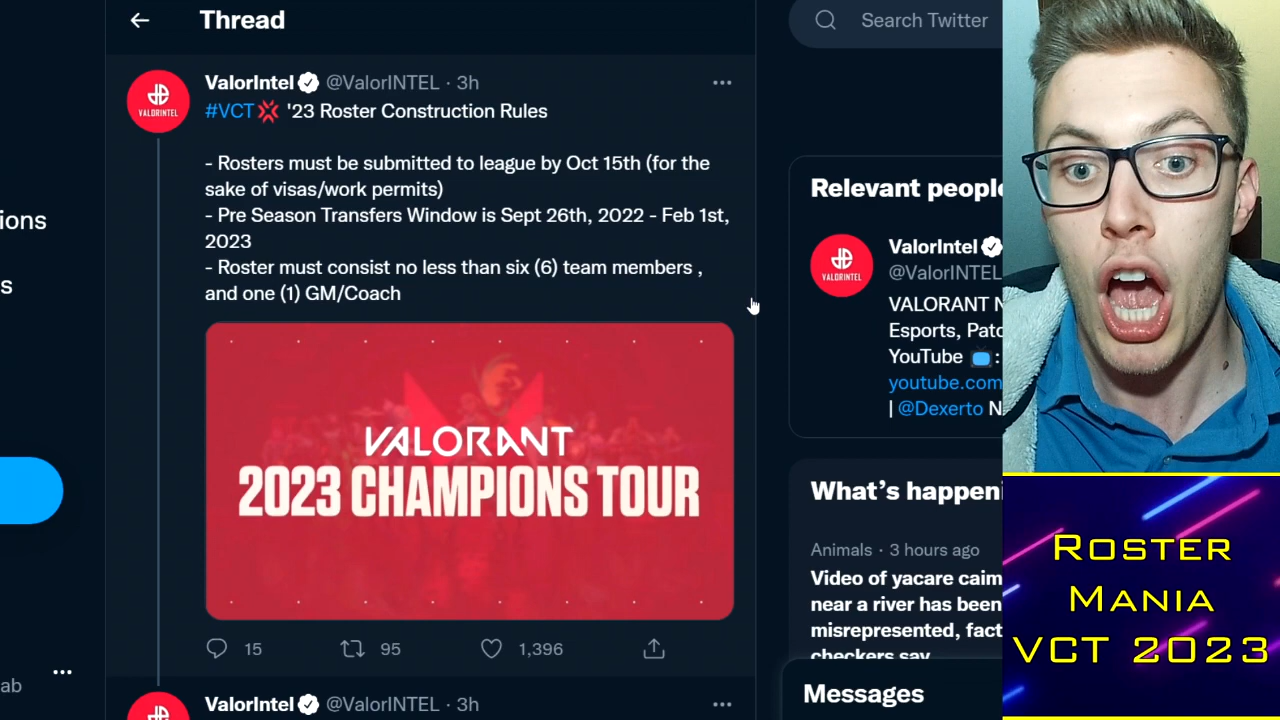 Thread
Search Twitter
ValorIntel @ValorINTEL · 3h
#VCT '23 Roster Construction Rules
VALORINTEL
- Rosters must be submitted to league by Oct 15th (for the
sake of visas/work permits)
- Pre Season Transfers Window is Sept 26th, 2022 - Feb 1st,
2023
- Roster must consist no less than six (6) team members ,
and one (1) GM/Coach
VALORANT
2023 CHAMPIONS TOUR
15 95 1,396
ValorIntel @ValorINTEL · 3h
ions
s
ab
Relevant people
ValorIntel
@ValorINTEL
VALORINTEL
VALORANT N
Esports, Patc
YouTube :
youtube.com
| @Dexerto N
What's happeni
Animals · 3 hours ago
Video of yacare caim
near a river has been
misrepresented, fact
checkers say
Messages
ROSTER
MANIA
VCT 2023